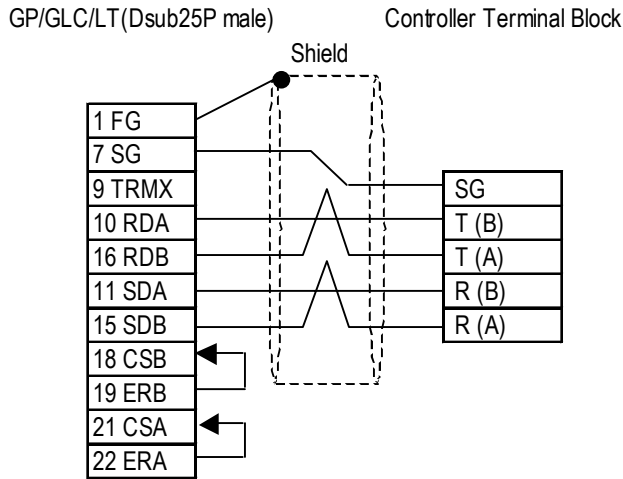 GP/GLC/LT(Dsub25P male)
Controller Terminal Block
Shield
1 FG
7 SG
9 TRMX
10 RDA
16 RDB
11 SDA
15 SDB
18 CSB
19 ERB
21 CSA
22 ERA
SG
T (B)
T (A)
R (B)
R (A)